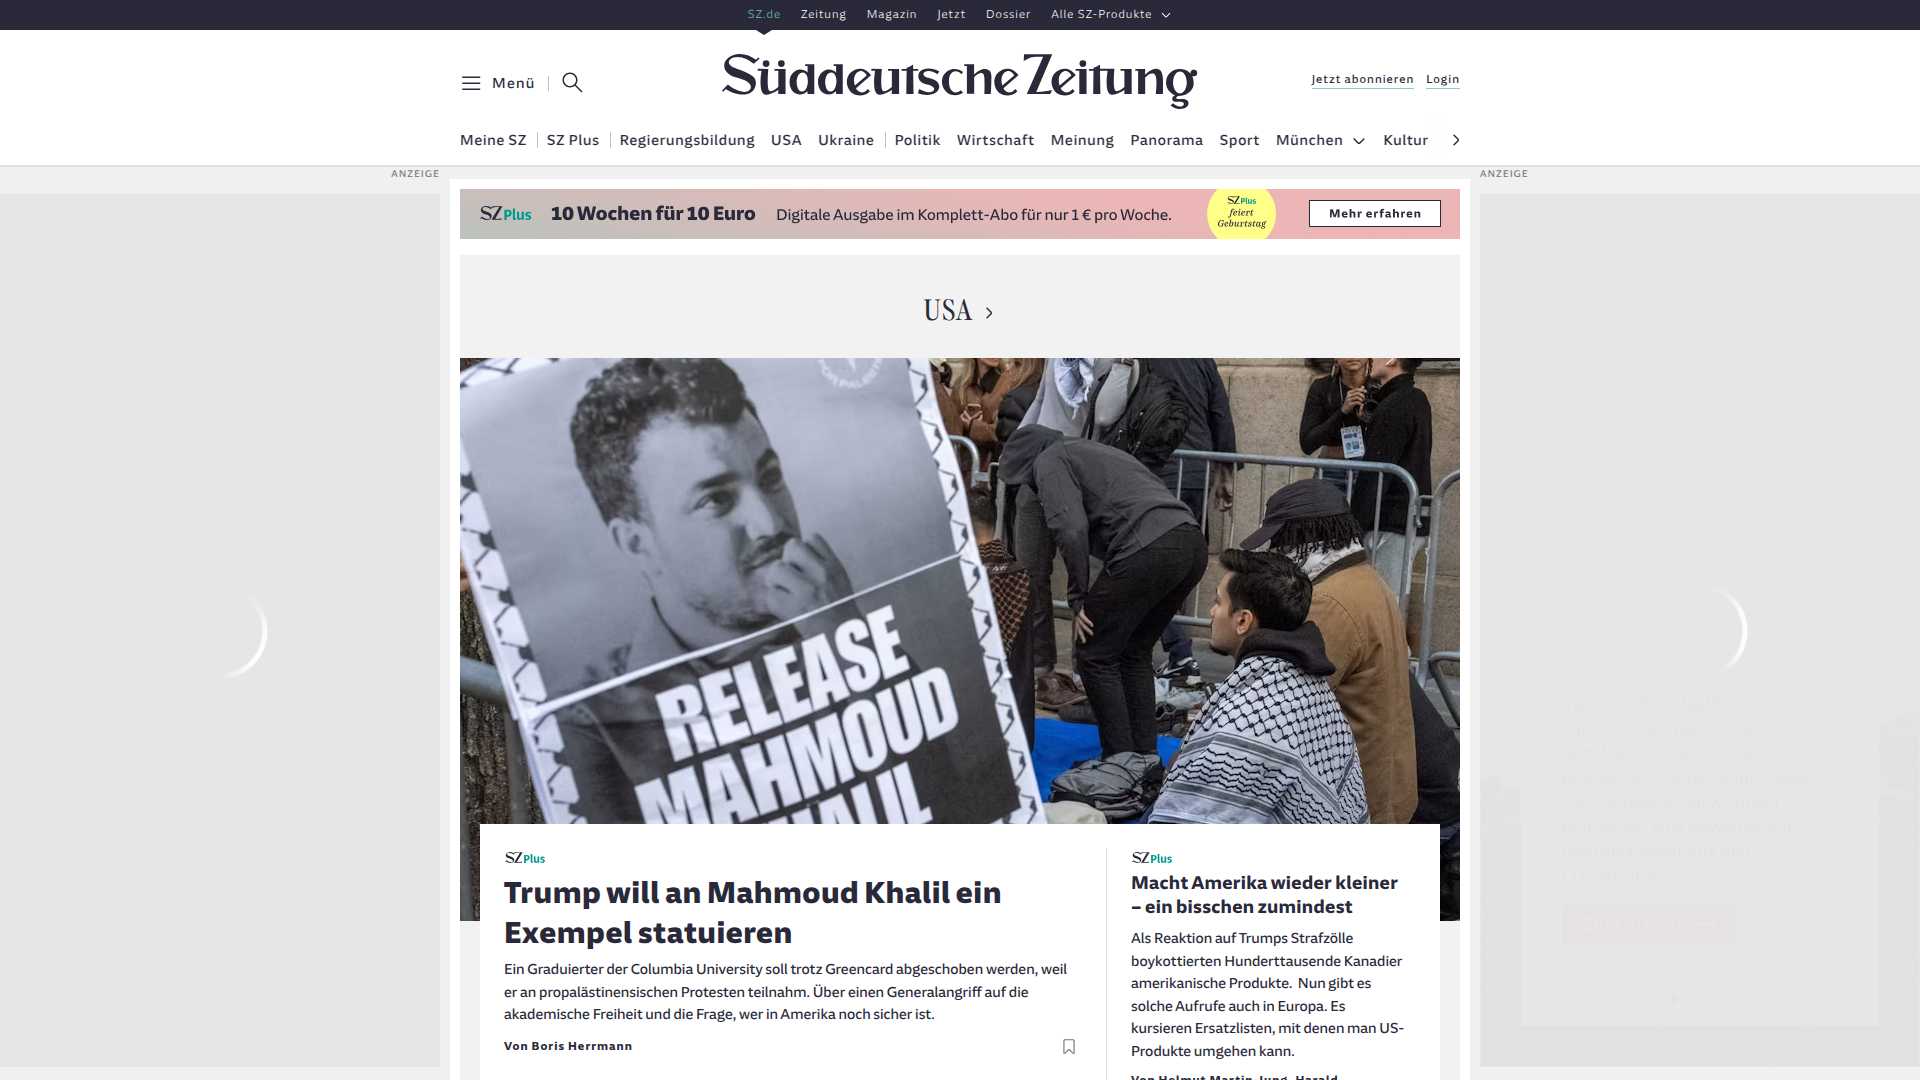 SZ.de Zeitung Magazin Jetzt Dossier Alle SZ-Produkte
Menü
Süddeutsche Zeitung
Jetzt abonnieren Login
Meine SZ SZ Plus Regierungsbildung USA Ukraine Politik Wirtschaft Meinung Panorama Sport München Kultur
ANZEIGE
ANZEIGE
SZ Plus 10 Wochen für 10 Euro Digitale Ausgabe im Komplett-Abo für nur 1 € pro Woche.
SZ Plus
feiert
Geburtstag
Mehr erfahren
USA
RELEASE
MAHMOUD
SZ Plus
Trump will an Mahmoud Khalil ein
Exempel statuieren
Ein Graduierter der Columbia University soll trotz Greencard abgeschoben werden, weil
er an propalästinensischen Protesten teilnahm. Über einen Generalangriff auf die
akademische Freiheit und die Frage, wer in Amerika noch sicher ist.
Von Boris Herrmann
SZ Plus
Macht Amerika wieder kleiner
– ein bisschen zumindest
Als Reaktion auf Trumps Strafzölle
boykottierten Hunderttausende Kanadier
amerikanische Produkte. Nun gibt es
solche Aufrufe auch in Europa. Es
kursieren Ersatzlisten, mit denen man US-
Produkte umgehen kann.
Von Helmut Martin-Jung, Harald